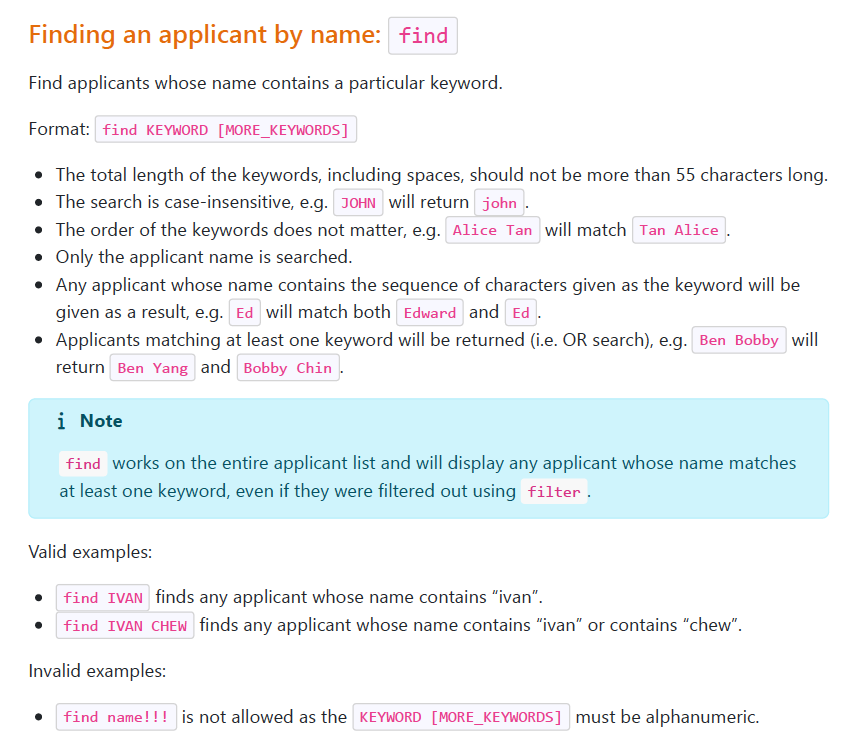 Finding an applicant by name: find
Find applicants whose name contains a particular keyword.
Format: find KEYWORD [MORE_KEYWORDS]
• The total length of the keywords, including spaces, should not be more than 55 characters long.
• The search is case-insensitive, e.g. JOHN will return john.
• The order of the keywords does not matter, e.g. Alice Tan will match Tan Alice.
• Only the applicant name is searched.
• Any applicant whose name contains the sequence of characters given as the keyword will be
given as a result, e.g. Ed will match both Edward and Ed.
• Applicants matching at least one keyword will be returned (i.e. OR search), e.g. Ben Bobby will
return Ben Yang and Bobby Chin.
i Note
find works on the entire applicant list and will display any applicant whose name matches
at least one keyword, even if they were filtered out using filter.
Valid examples:
• find IVAN finds any applicant whose name contains “ivan”.
• find IVAN CHEW finds any applicant whose name contains “ivan” or contains “chew”.
Invalid examples:
• find name!!! is not allowed as the KEYWORD [MORE_KEYWORDS] must be alphanumeric.